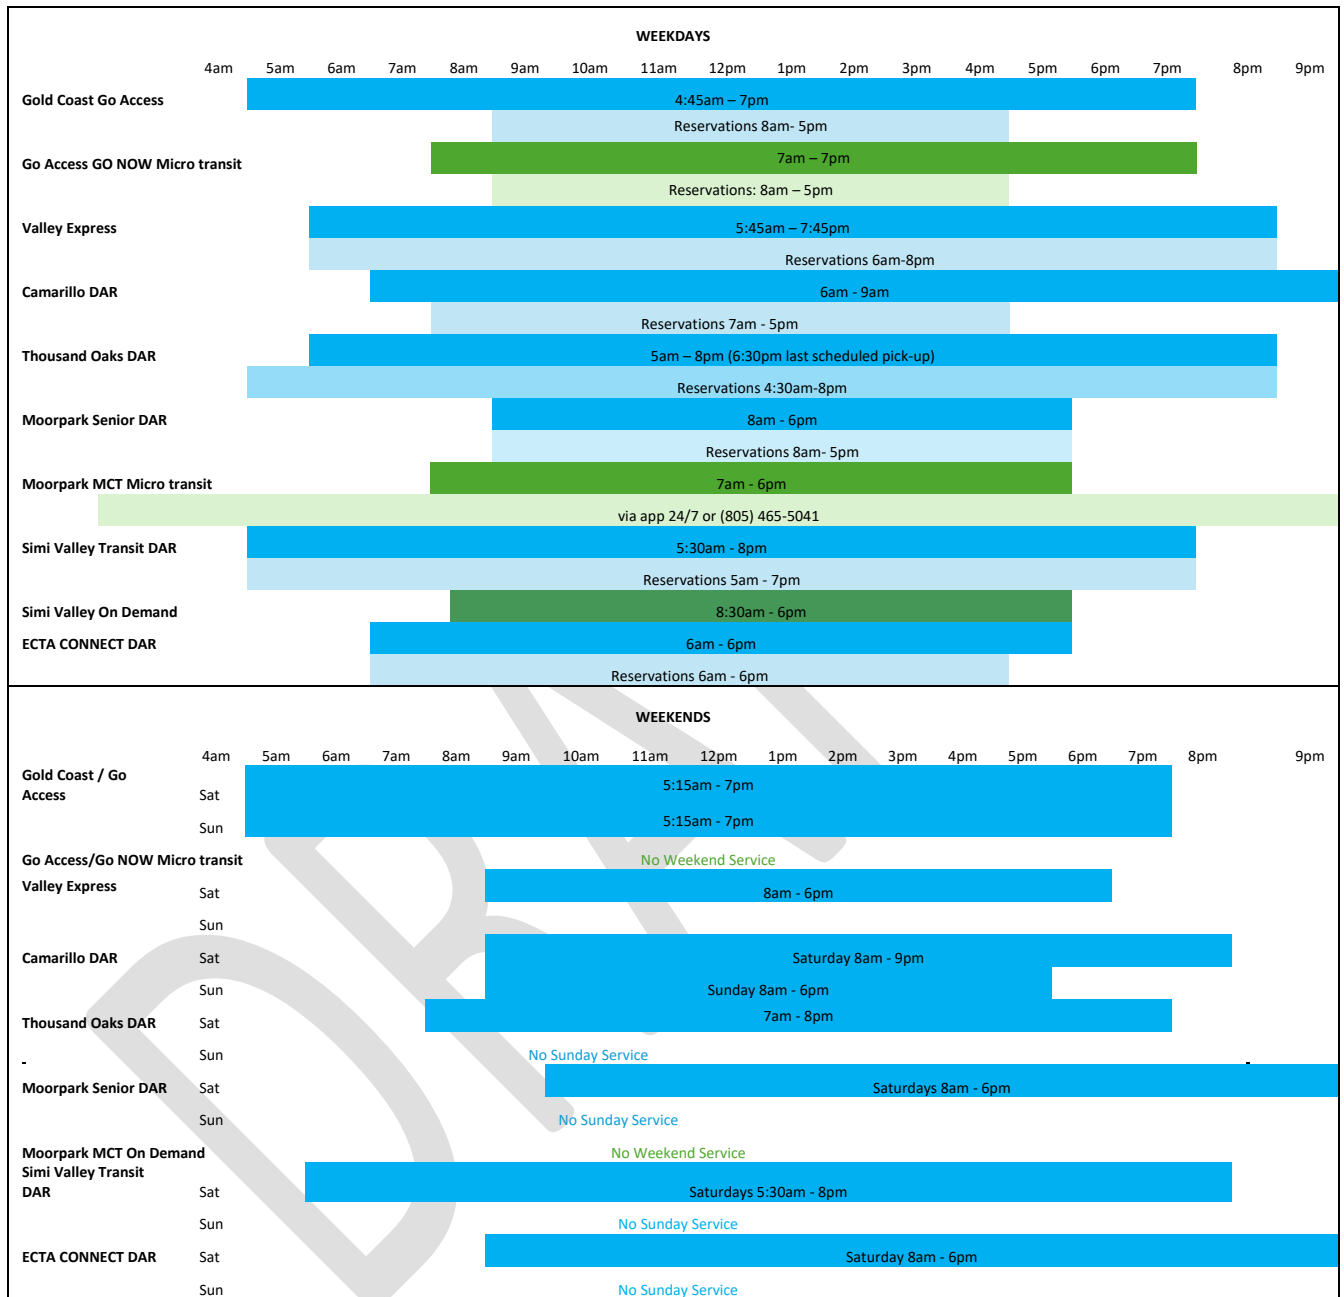 WEEKDAYS
4am 5am 6am 7am 8am 9am 10am 11am 12pm 1pm 2pm 3pm 4pm 5pm 6pm 7pm 8pm 9pm
Gold Coast Go Access 4:45am – 7pm
Reservations 8am- 5pm
Go Access GO NOW Micro transit 7am – 7pm
Reservations: 8am – 5pm
Valley Express 5:45am – 7:45pm
Reservations 6am-8pm
Camarillo DAR 6am - 9am
Reservations 7am - 5pm
Thousand Oaks DAR 5am – 8pm (6:30pm last scheduled pick-up)
Reservations 4:30am-8pm
Moorpark Senior DAR 8am - 6pm
Reservations 8am- 5pm
Moorpark MCT Micro transit 7am - 6pm
via app 24/7 or (805) 465-5041
Simi Valley Transit DAR 5:30am - 8pm
Reservations 5am - 7pm
Simi Valley On Demand 8:30am - 6pm
ECTA CONNECT DAR 6am - 6pm
Reservations 6am - 6pm
WEEKENDS
4am 5am 6am 7am 8am 9am 10am 11am 12pm 1pm 2pm 3pm 4pm 5pm 6pm 7pm 8pm 9pm
Gold Coast / Go
Access Sat 5:15am - 7pm
Sun 5:15am - 7pm
Go Access/Go NOW Micro transit No Weekend Service
Valley Express Sat 8am - 6pm
Sun
Camarillo DAR Sat Saturday 8am - 9pm
Sun Sunday 8am - 6pm
Thousand Oaks DAR Sat 7am - 8pm
Sun No Sunday Service
Moorpark Senior DAR Sat Saturdays 8am - 6pm
Sun No Sunday Service
Moorpark MCT On Demand No Weekend Service
Simi Valley Transit
DAR Sat Saturdays 5:30am - 8pm
Sun No Sunday Service
ECTA CONNECT DAR Sat Saturday 8am - 6pm
Sun No Sunday Service
DRA